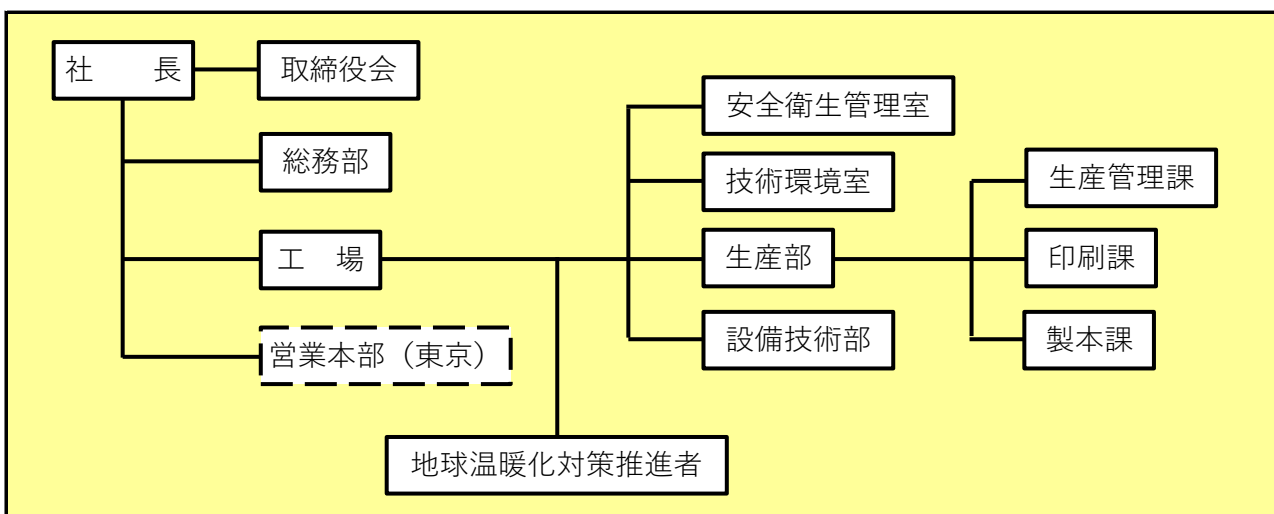 社　　長
取締役会
総務部
工　場
営業本部（東京）
地球温暖化対策推進者
安全衛生管理室
技術環境室
生産部
設備技術部
生産管理課
印刷課
製本課